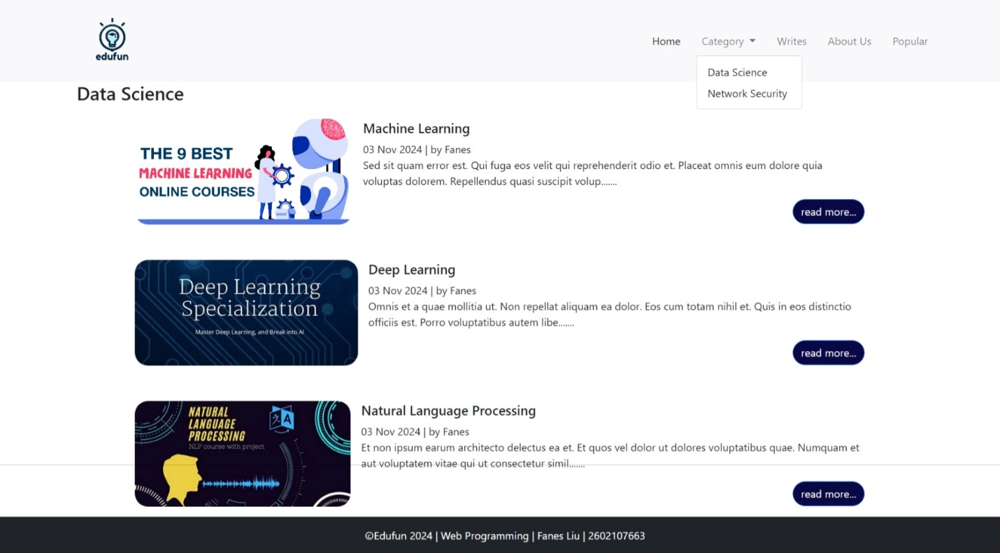 edufun
Home Category Writes About Us Popular
Data Science
Network Security
Data Science
THE 9 BEST
MACHINE LEARNING
ONLINE COURSES
Machine Learning
03 Nov 2024 | by Fanes
Sed sit quam error est. Qui fuga eos velit qui reprehenderit odio et. Placeat omnis eum dolore quia
voluptas dolorem. Repellendus quasi suscipit volup.......
read more...
Deep Learning
Specialization
Master Deep Learning, and Break into AI
Deep Learning
03 Nov 2024 | by Fanes
Omnis et a quae mollitia ut. Non repellat aliquam ea dolor. Eos cum totam nihil et. Quis in eos distinctio
officiis est. Porro voluptatibus autem libe.......
read more...
NATURAL
LANGUAGE
PROCESSING
NLP course with project
文 A
Natural Language Processing
03 Nov 2024 | by Fanes
Et non ipsum earum architecto delectus ea et. Et quos vel dolor ut dolores voluptatibus quae. Numquam et
aut voluptatem vitae qui ut consectetur simil.......
read more...
©Edufun 2024 | Web Programming | Fanes Liu | 2602107663